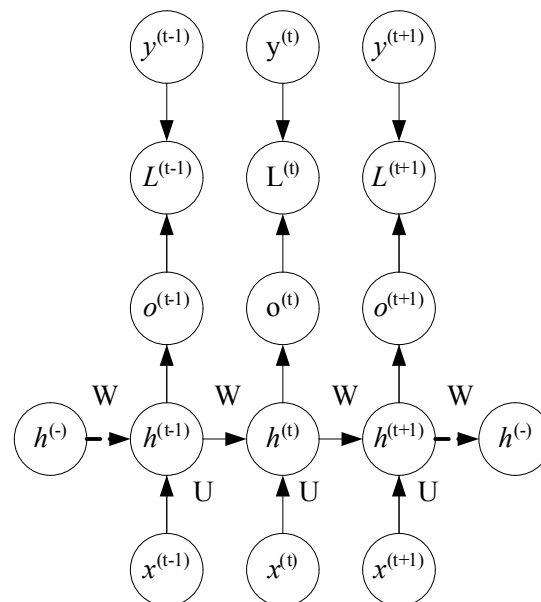 y^(t-1) y^(t) y^(t+1)
L^(t-1) L^(t) L^(t+1)
o^(t-1) o^(t) o^(t+1)
W W W W
h^(-) h^(t-1) h^(t) h^(t+1) h^(-)
U U U
x^(t-1) x^(t) x^(t+1)